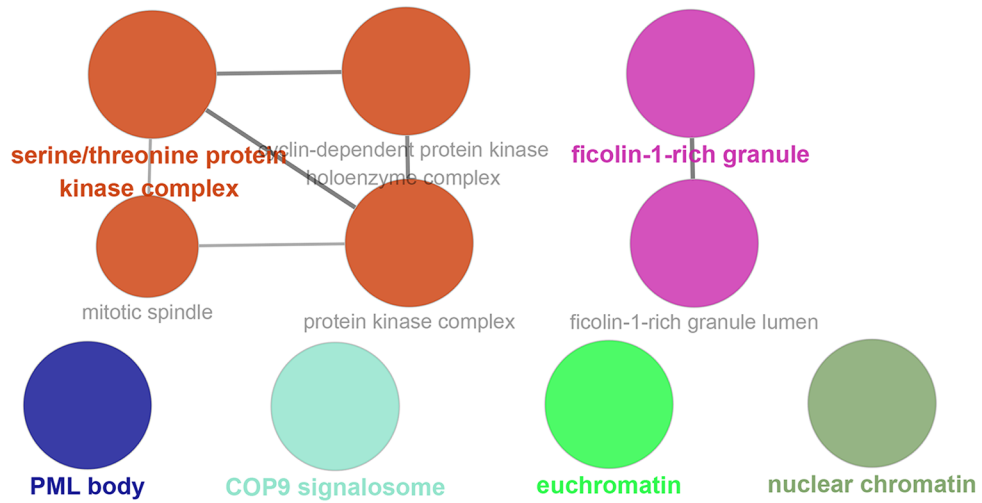 serine/threonine protein
kinase complex
cyclin-dependent protein kinase
holoenzyme complex
ficolin-1-rich granule
mitotic spindle
protein kinase complex
ficolin-1-rich granule lumen
PML body
COP9 signalosome
euchromatin
nuclear chromatin